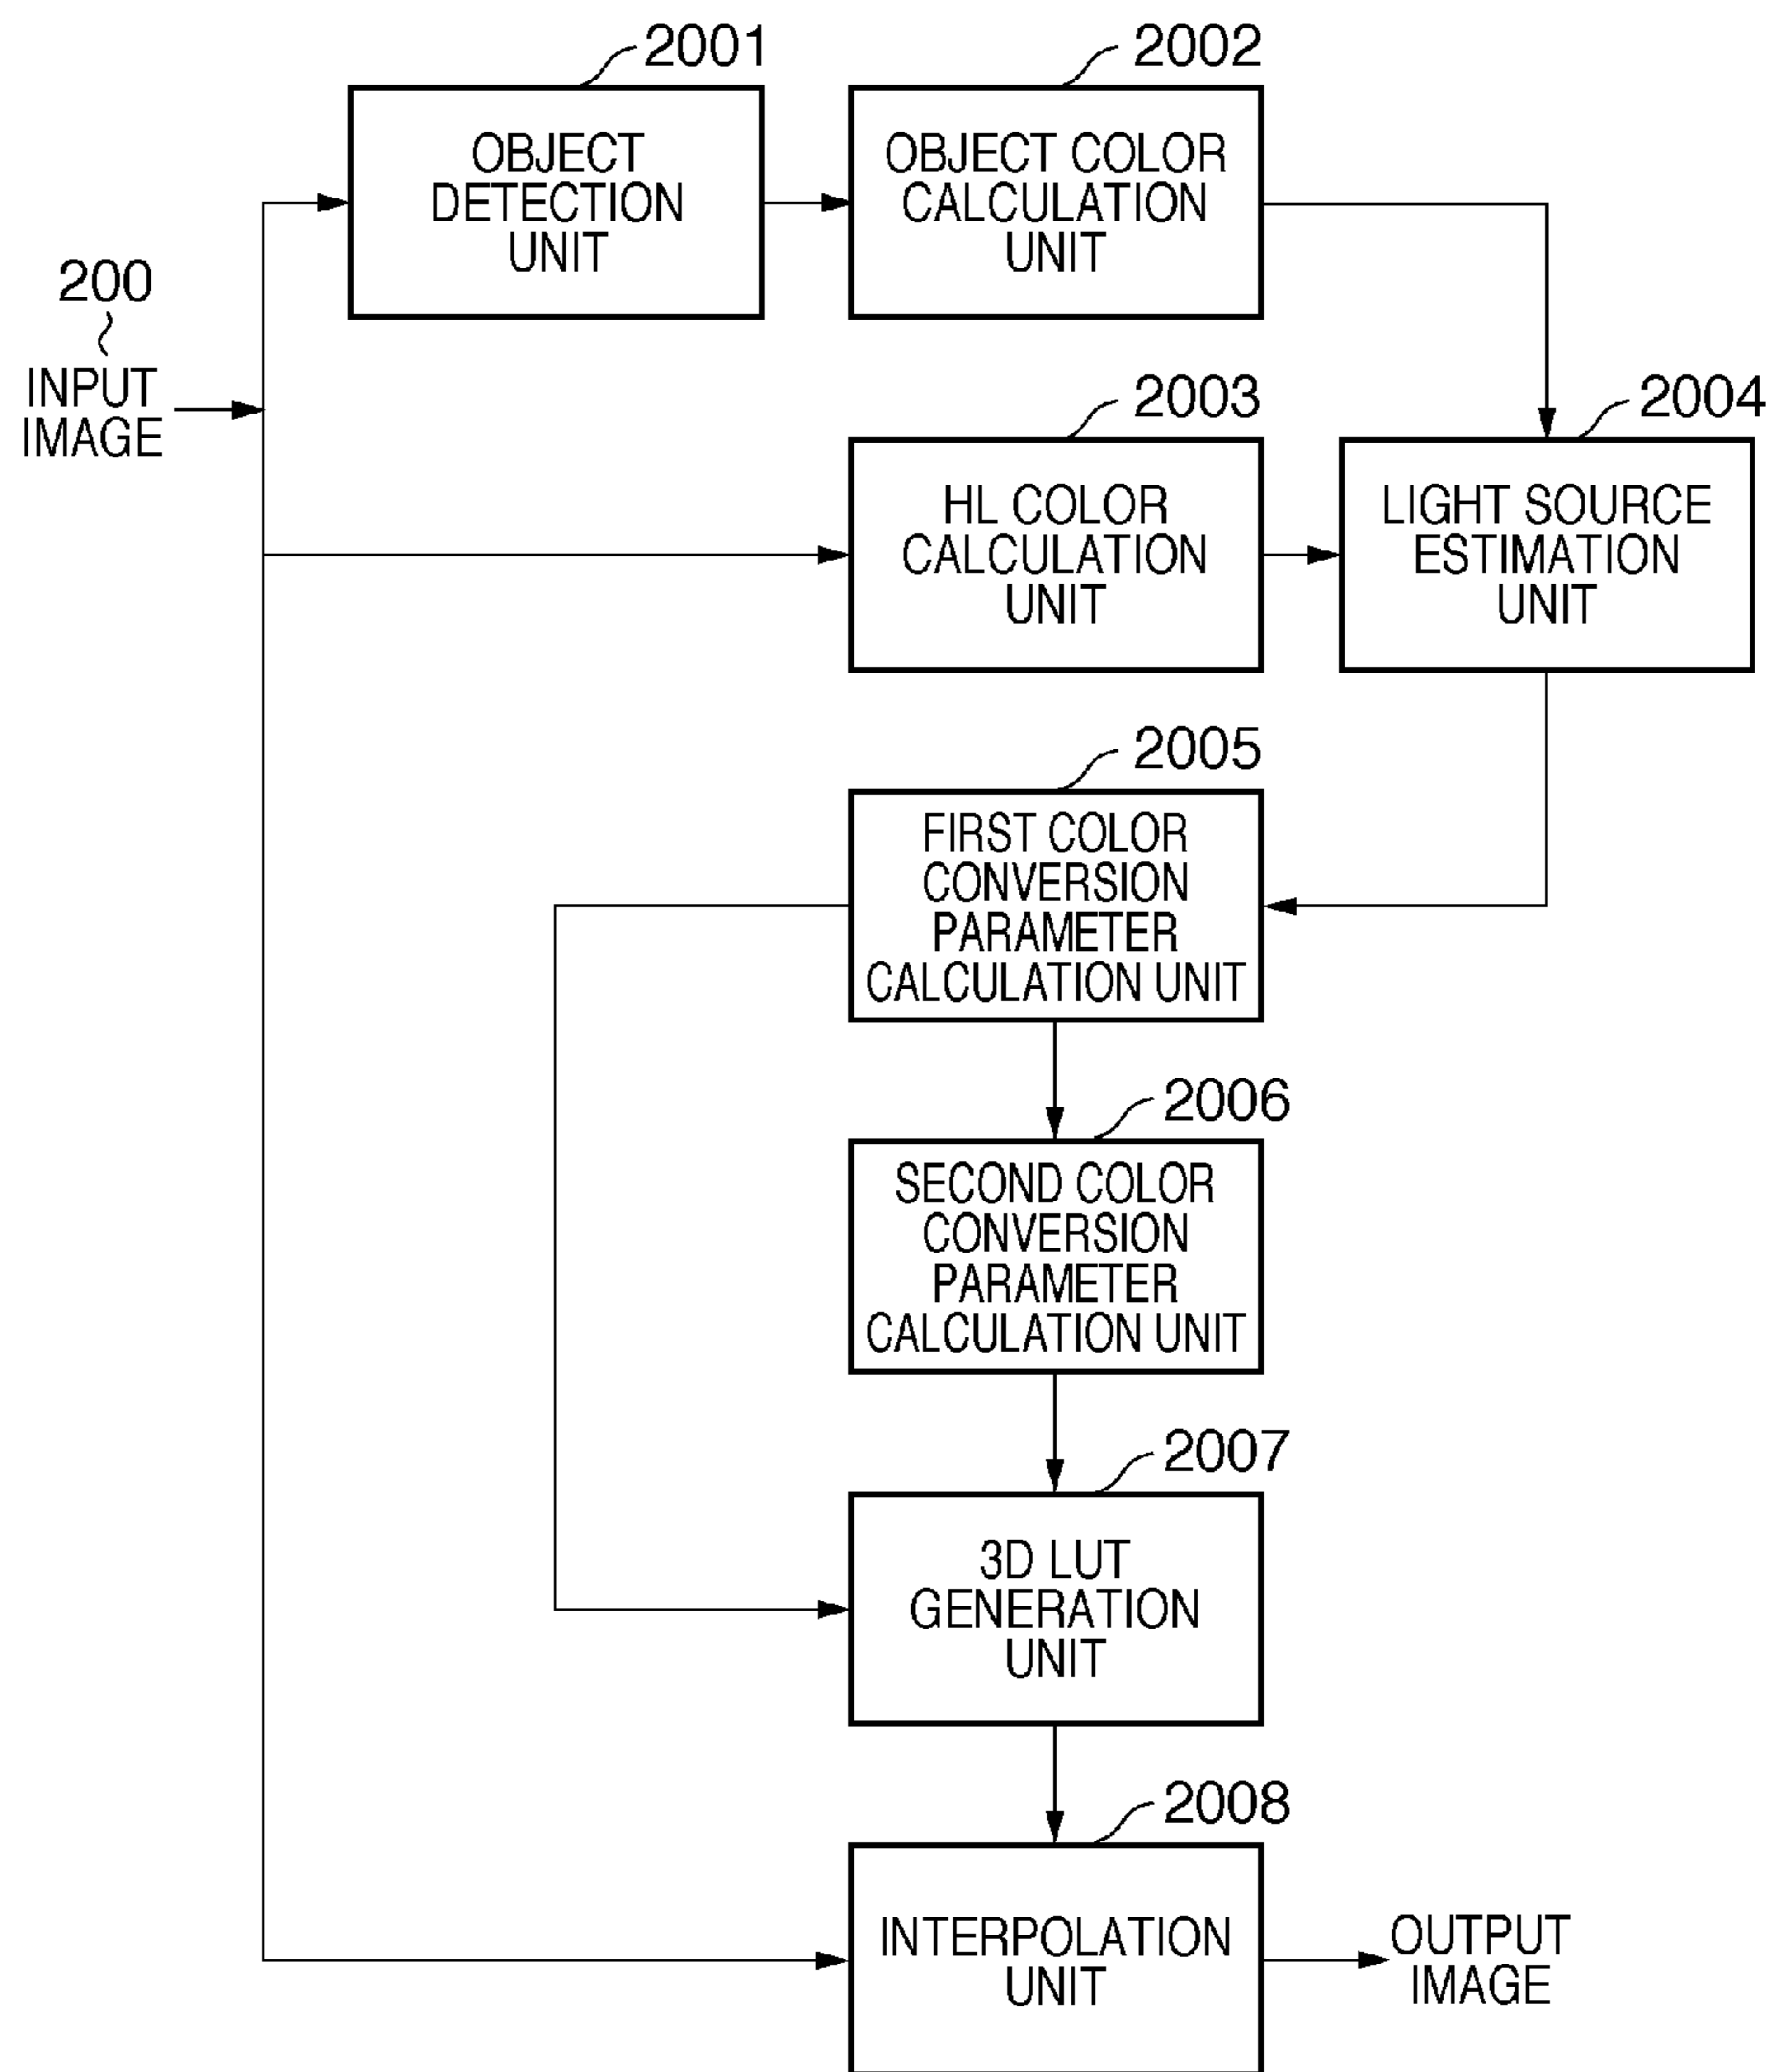 2001
2002
OBJECT
DETECTION
UNIT
OBJECT COLOR
CALCULATION
UNIT
200
INPUT
IMAGE
2003
2004
HL COLOR
CALCULATION
UNIT
LIGHT SOURCE
ESTIMATION
UNIT
2005
FIRST COLOR
CONVERSION
PARAMETER
CALCULATION UNIT
2006
SECOND COLOR
CONVERSION
PARAMETER
CALCULATION UNIT
2007
3D LUT
GENERATION
UNIT
2008
INTERPOLATION
UNIT
OUTPUT
IMAGE